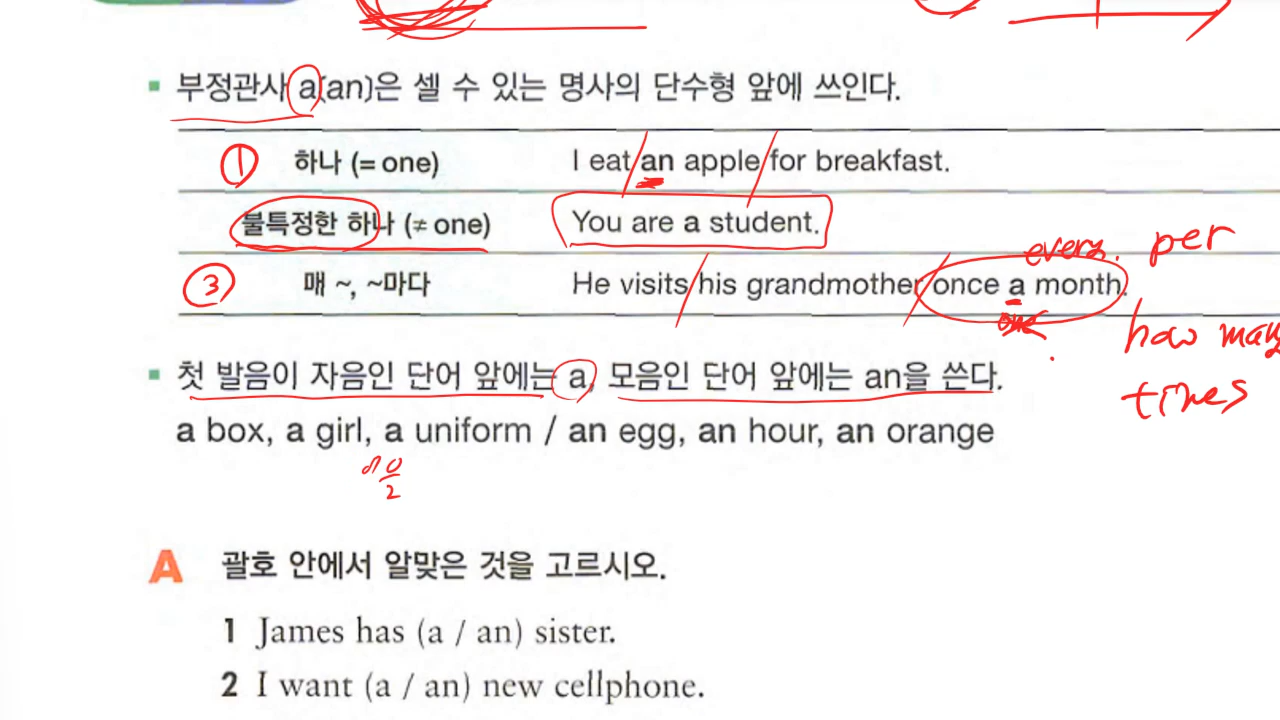 부정관사 a(an)은 셀 수 있는 명사의 단수형 앞에 쓰인다.
① 하나 (= one) I eat an apple for breakfast.
불특정한 하나 (≠ one) You are a student.
every. per
③ 매 ~, ~마다 He visits his grandmother once a month.
one
how many
times
첫 발음이 자음인 단어 앞에는 a, 모음인 단어 앞에는 an을 쓴다.
a box, a girl, a uniform / an egg, an hour, an orange
A 괄호 안에서 알맞은 것을 고르시오.
1 James has (a / an) sister.
2 I want (a / an) new cellphone.